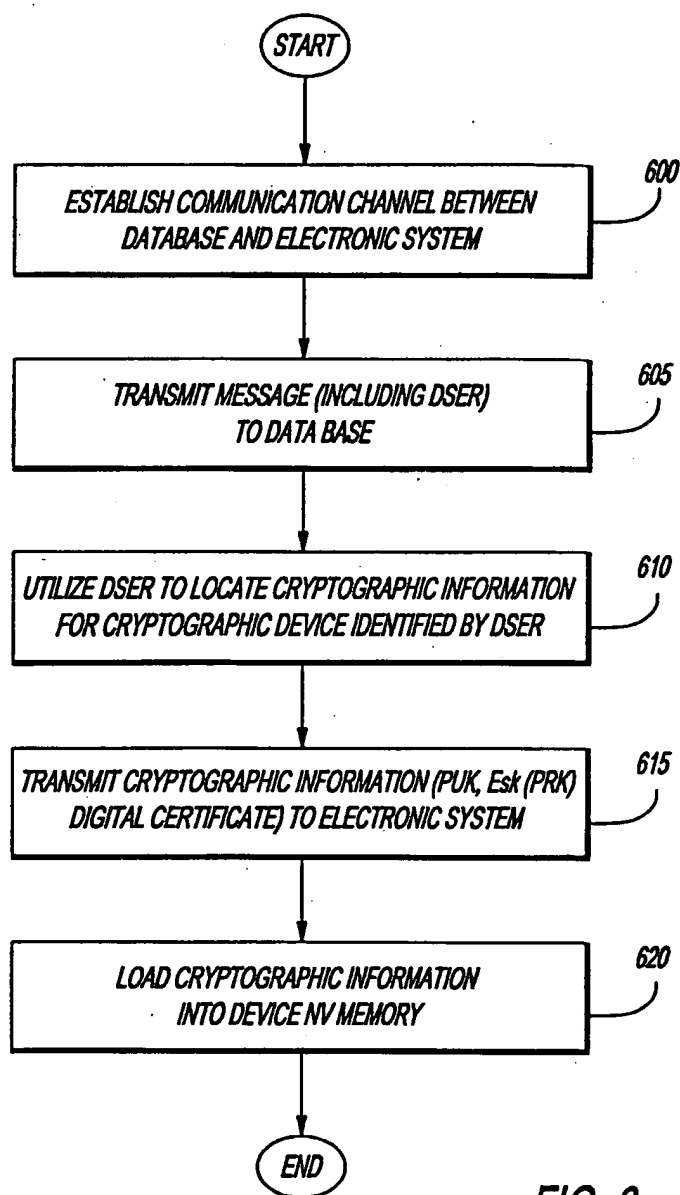 START
ESTABLISH COMMUNICATION CHANNEL BETWEEN
DATABASE AND ELECTRONIC SYSTEM
600
TRANSMIT MESSAGE (INCLUDING DSER)
TO DATA BASE
605
UTILIZE DSER TO LOCATE CRYPTOGRAPHIC INFORMATION
FOR CRYPTOGRAPHIC DEVICE IDENTIFIED BY DSER
610
TRANSMIT CRYPTOGRAPHIC INFORMATION (PUK, Esk (PRK)
DIGITAL CERTIFICATE) TO ELECTRONIC SYSTEM
615
LOAD CRYPTOGRAPHIC INFORMATION
INTO DEVICE NV MEMORY
620
END